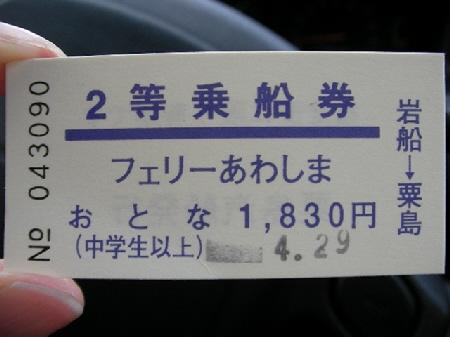 2等乗船券
フェリーあわしま
おとな 1,830円
(中学生以上)
4.29
岩船→粟島
№ 043090